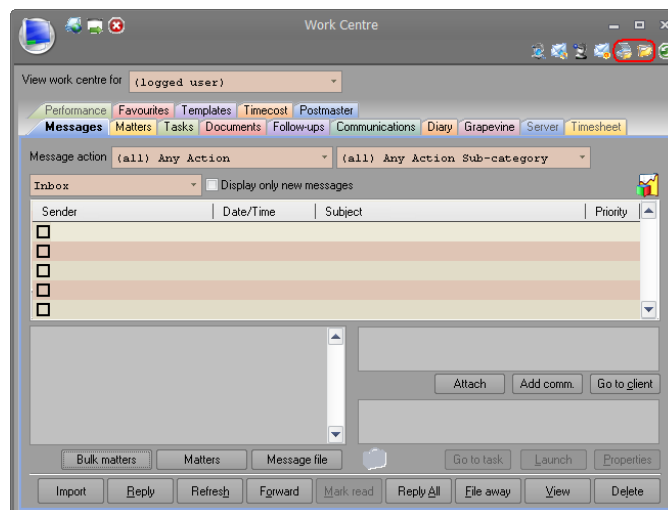 Work Centre
View work centre for (logged user)
Performance Favourites Templates Timecost Postmaster
Messages Matters Tasks Documents Follow-ups Communications Diary Grapevine Server Timesheet
Message action (all) Any Action (all) Any Action Sub-category
Inbox Display only new messages
Sender Date/Time Subject Priority
Attach Add comm. Go to client
Bulk matters Matters Message file Go to task Launch Properties
Import Reply Refresh Forward Mark read Reply All File away View Delete